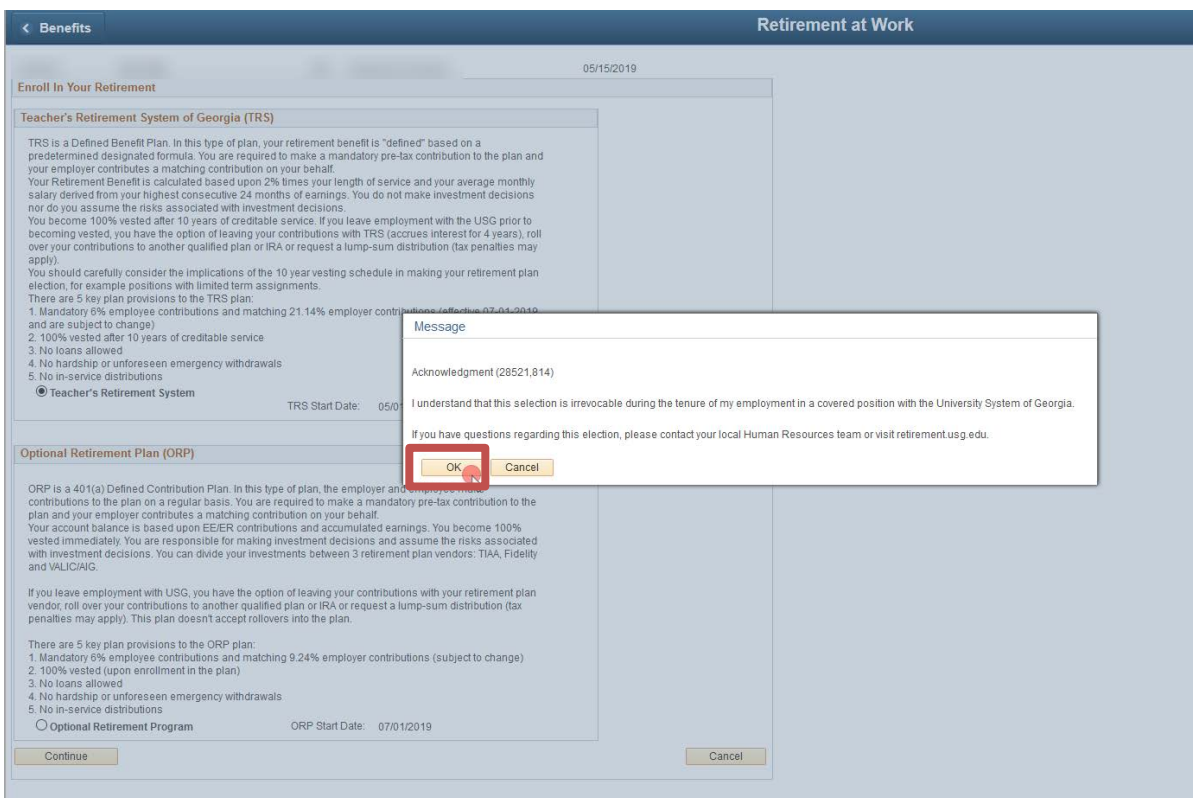 Benefits
Retirement at Work
05/15/2019
Enroll In Your Retirement
Teacher's Retirement System of Georgia (TRS)
TRS is a Defined Benefit Plan. In this type of plan, your retirement benefit is "defined" based on a
predetermined designated formula. You are required to make a mandatory pre-tax contribution to the plan and
your employer contributes a matching contribution on your behalf.
Your Retirement Benefit is calculated based upon 2% times your length of service and your average monthly
salary derived from your highest consecutive 24 months of earnings. You do not make investment decisions
nor do you assume the risks associated with investment decisions.
You become 100% vested after 10 years of creditable service. If you leave employment with the USG prior to
becoming vested, you have the option of leaving your contributions with TRS (accrues interest for 4 years), roll
over your contributions to another qualified plan or IRA or request a lump-sum distribution (tax penalties may
apply).
You should carefully consider the implications of the 10 year vesting schedule in making your retirement plan
election, for example positions with limited term assignments.
There are 5 key plan provisions to the TRS plan:
1. Mandatory 6% employee contributions and matching 21.14% employer contributions (effective 07-01-2019
and are subject to change)
2. 100% vested after 10 years of creditable service
3. No loans allowed
4. No hardship or unforeseen emergency withdrawals
5. No in-service distributions
Teacher's Retirement System
TRS Start Date: 05/01
Message
Acknowledgment (28521,814)
I understand that this selection is irrevocable during the tenure of my employment in a covered position with the University System of Georgia.
If you have questions regarding this election, please contact your local Human Resources team or visit retirement.usg.edu.
OK Cancel
Optional Retirement Plan (ORP)
ORP is a 401(a) Defined Contribution Plan. In this type of plan, the employer and employee make
contributions to the plan on a regular basis. You are required to make a mandatory pre-tax contribution to the
plan and your employer contributes a matching contribution on your behalf.
Your account balance is based upon EE/ER contributions and accumulated earnings. You become 100%
vested immediately. You are responsible for making investment decisions and assume the risks associated
with investment decisions. You can divide your investments between 3 retirement plan vendors: TIAA, Fidelity
and VALIC/AIG.
If you leave employment with USG, you have the option of leaving your contributions with your retirement plan
vendor, roll over your contributions to another qualified plan or IRA or request a lump-sum distribution (tax
penalties may apply). This plan doesn't accept rollovers into the plan.
There are 5 key plan provisions to the ORP plan:
1. Mandatory 6% employee contributions and matching 9.24% employer contributions (subject to change)
2. 100% vested (upon enrollment in the plan)
3. No loans allowed
4. No hardship or unforeseen emergency withdrawals
5. No in-service distributions
Optional Retirement Program ORP Start Date: 07/01/2019
Continue Cancel